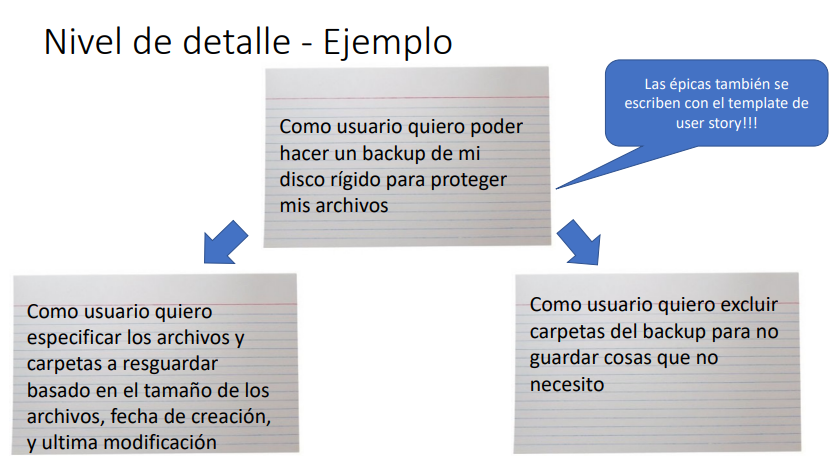 Nivel de detalle - Ejemplo
Las épicas también se
escriben con el template de
user story!!!
Como usuario quiero poder
hacer un backup de mi
disco rígido para proteger
mis archivos
Como usuario quiero
especificar los archivos y
carpetas a resguardar
basado en el tamaño de los
archivos, fecha de creación,
y ultima modificación
Como usuario quiero excluir
carpetas del backup para no
guardar cosas que no
necesito